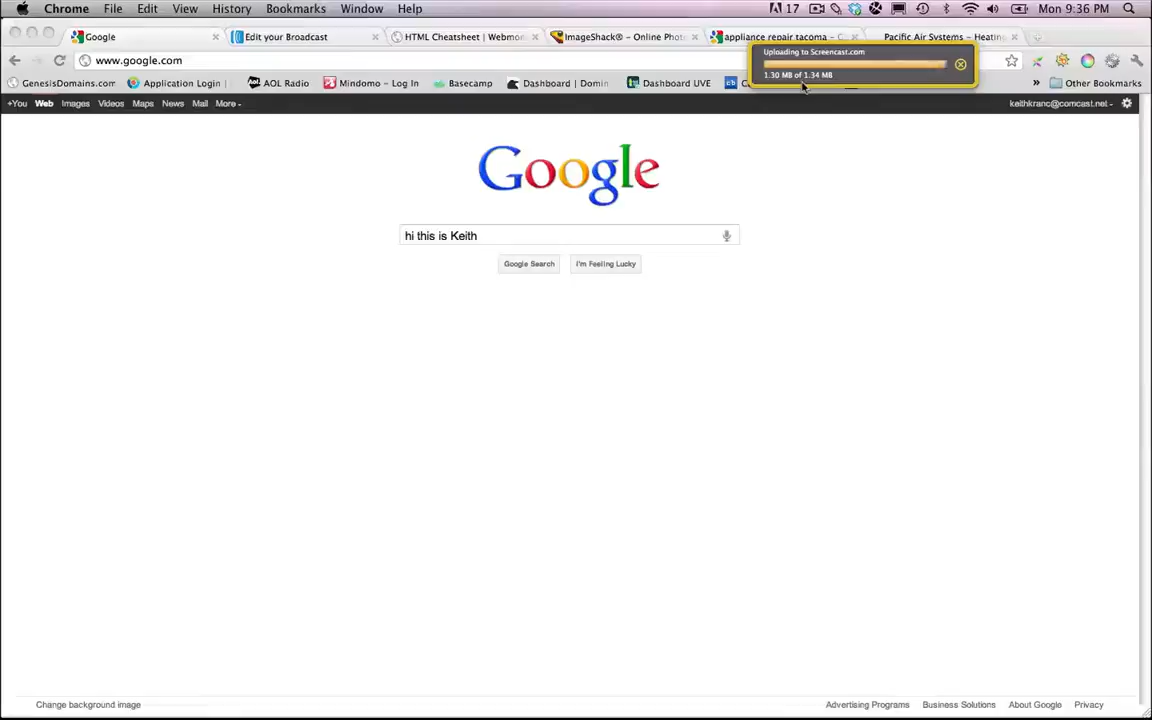 Chrome File Edit View History Bookmarks Window Help 17 Mon 9:36 PM
Google Edit your Broadcast HTML Cheatsheet | Webmon ImageShack® – Online Phot appliance repair tacoma – Pacific Air Systems – Heatin
Uploading to Screencast.com
www.google.com
1.30 MB of 1.34 MB
GenesisDomains.com Application Login AOL Radio Mindomo – Log In Basecamp Dashboard | Domin Dashboard UVE cb » Other Bookmarks
+You Web Images Videos Maps News Mail More keithkranc@comcast.net
Google
hi this is Keith
Google Search I'm Feeling Lucky
Change background image Advertising Programs Business Solutions About Google Privacy